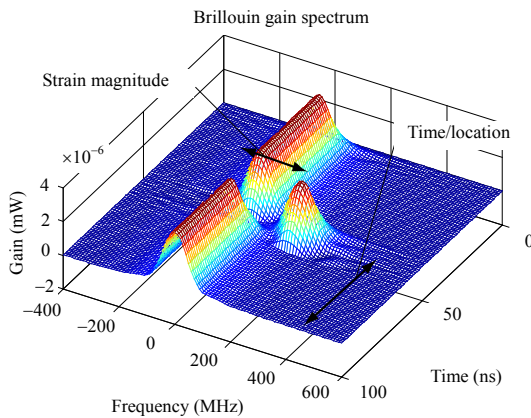 Brillouin gain spectrum
Strain magnitude
Time/location
×10−6
Gain (mW)
4
2
0
−2
−400
−200
0
200
400
600
Frequency (MHz)
0
50
100
Time (ns)